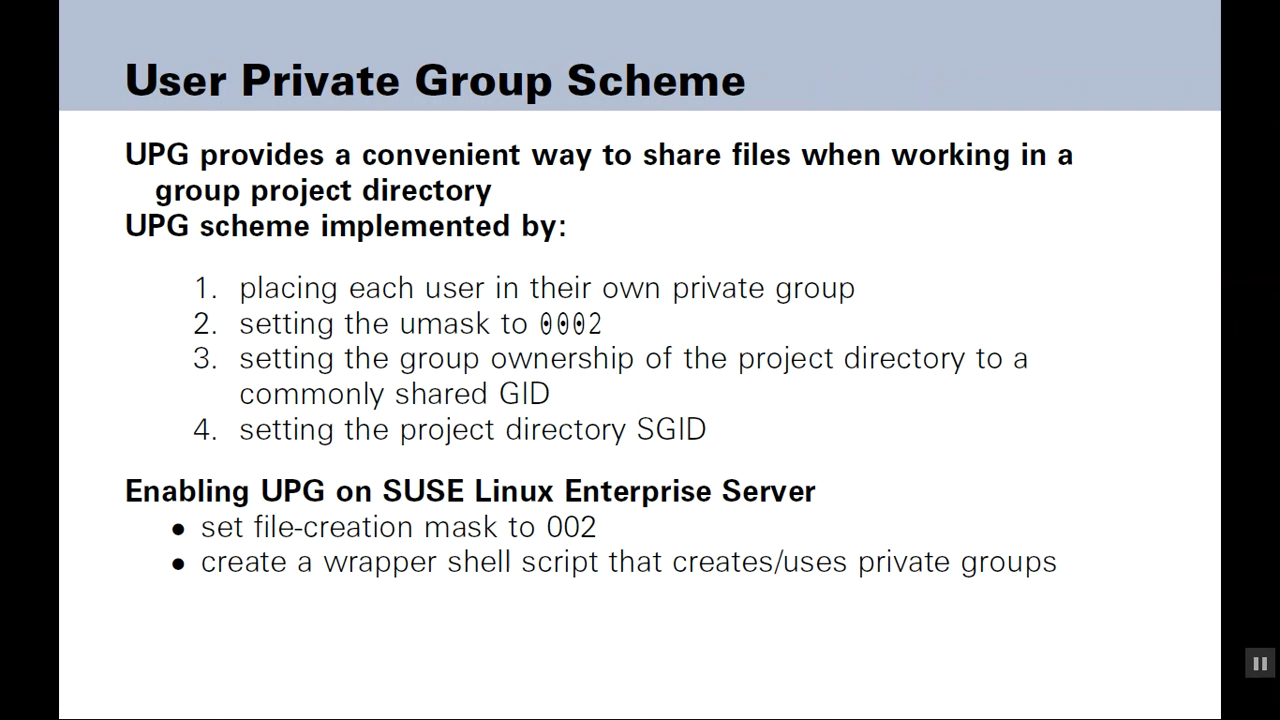 User Private Group Scheme
UPG provides a convenient way to share files when working in a
group project directory
UPG scheme implemented by:
1. placing each user in their own private group
2. setting the umask to 0002
3. setting the group ownership of the project directory to a
commonly shared GID
4. setting the project directory SGID
Enabling UPG on SUSE Linux Enterprise Server
• set file-creation mask to 002
• create a wrapper shell script that creates/uses private groups